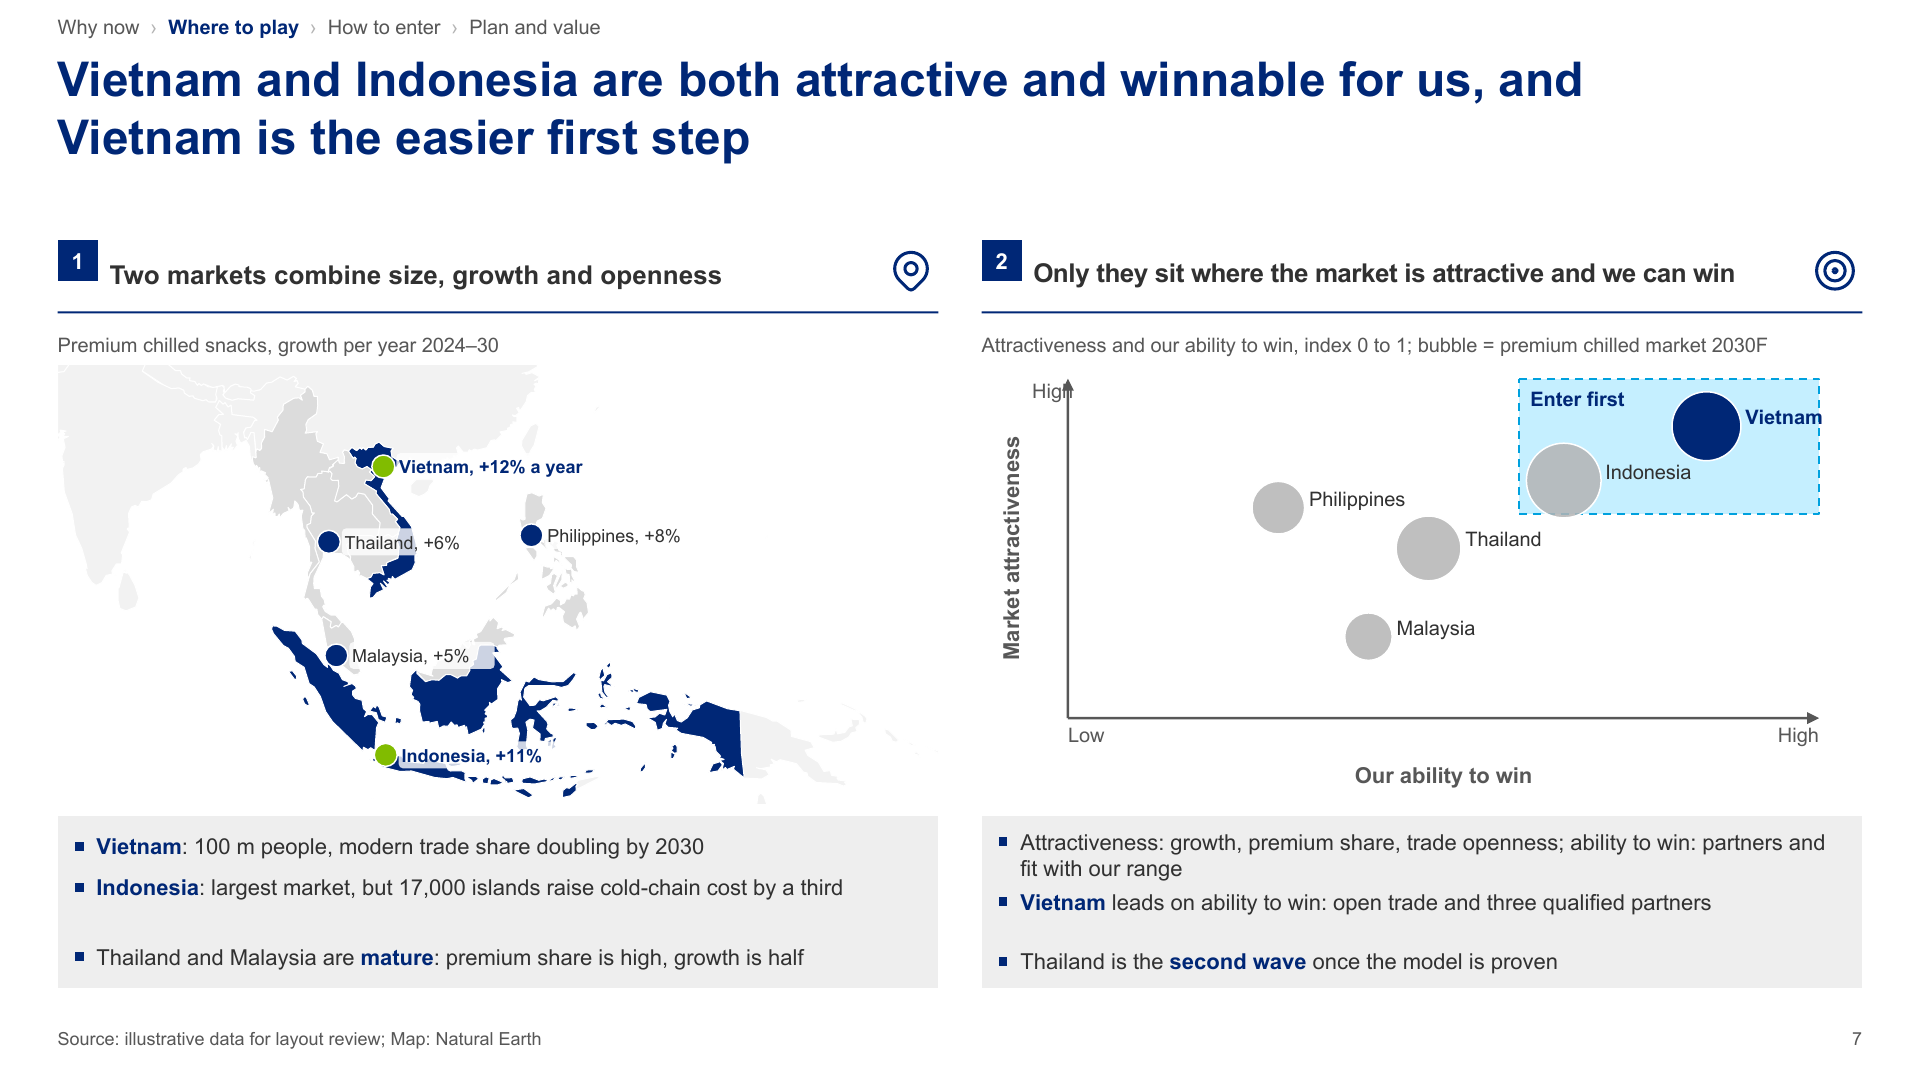 Why now › Where to play › How to enter › Plan and value
Vietnam and Indonesia are both attractive and winnable for us, and
Vietnam is the easier first step
1
Two markets combine size, growth and openness
Premium chilled snacks, growth per year 2024–30
Vietnam, +12% a year
Thailand, +6%
Philippines, +8%
Malaysia, +5%
Indonesia, +11%
Vietnam: 100 m people, modern trade share doubling by 2030
Indonesia: largest market, but 17,000 islands raise cold-chain cost by a third
Thailand and Malaysia are mature: premium share is high, growth is half
2
Only they sit where the market is attractive and we can win
Attractiveness and our ability to win, index 0 to 1; bubble = premium chilled market 2030F
High
Market attractiveness
Enter first
Vietnam
Indonesia
Philippines
Thailand
Malaysia
Low
High
Our ability to win
Attractiveness: growth, premium share, trade openness; ability to win: partners and
fit with our range
Vietnam leads on ability to win: open trade and three qualified partners
Thailand is the second wave once the model is proven
Source: illustrative data for layout review; Map: Natural Earth
7